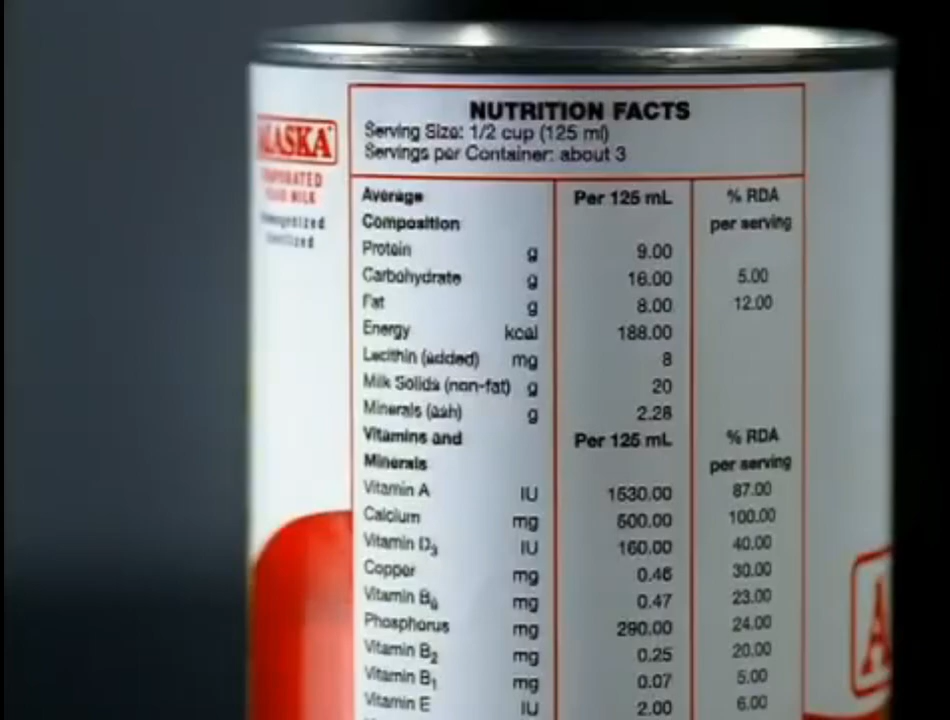 NUTRITION FACTS
Serving Size: 1/2 cup (125 ml)
Servings per Container: about 3
ALASKA
EVAPORATED
Average Per 125 mL % RDA
Composition per serving
Protein g 9.00
Carbohydrate g 16.00 5.00
Fat g 8.00 12.00
Energy kcal 188.00
Lecithin (added) mg 8
Milk Solids (non-fat) g 20
Minerals (ash) g 2.28
Vitamins and Per 125 mL % RDA
Minerals per serving
Vitamin A IU 1530.00 87.00
Calcium mg 500.00 100.00
Vitamin D3 IU 160.00 40.00
Copper mg 0.46 30.00
Vitamin B6 mg 0.47 23.00
Phosphorus mg 290.00 24.00
Vitamin B2 mg 0.25 20.00
Vitamin B1 mg 0.07 5.00
Vitamin E IU 2.00 6.00
A